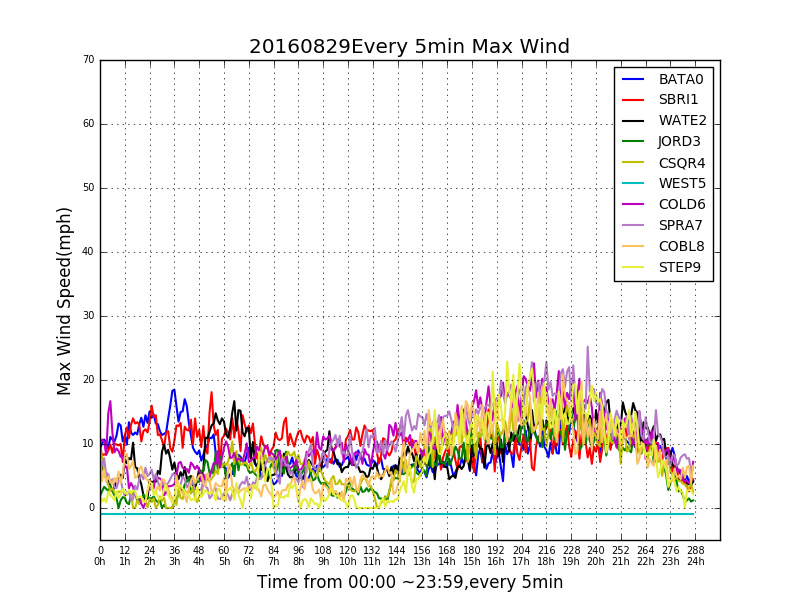 20160829Every 5min Max Wind
70
60
50
40
30
20
10
0
Max Wind Speed(mph)
BATA0
SBRI1
WATE2
JORD3
CSQR4
WEST5
COLD6
SPRA7
COBL8
STEP9
0 12 24 36 48 60 72 84 96 108 120 132 144 156 168 180 192 204 216 228 240 252 264 276 288
0h 1h 2h 3h 4h 5h 6h 7h 8h 9h 10h 11h 12h 13h 14h 15h 16h 17h 18h 19h 20h 21h 22h 23h 24h
Time from 00:00 ~23:59,every 5min